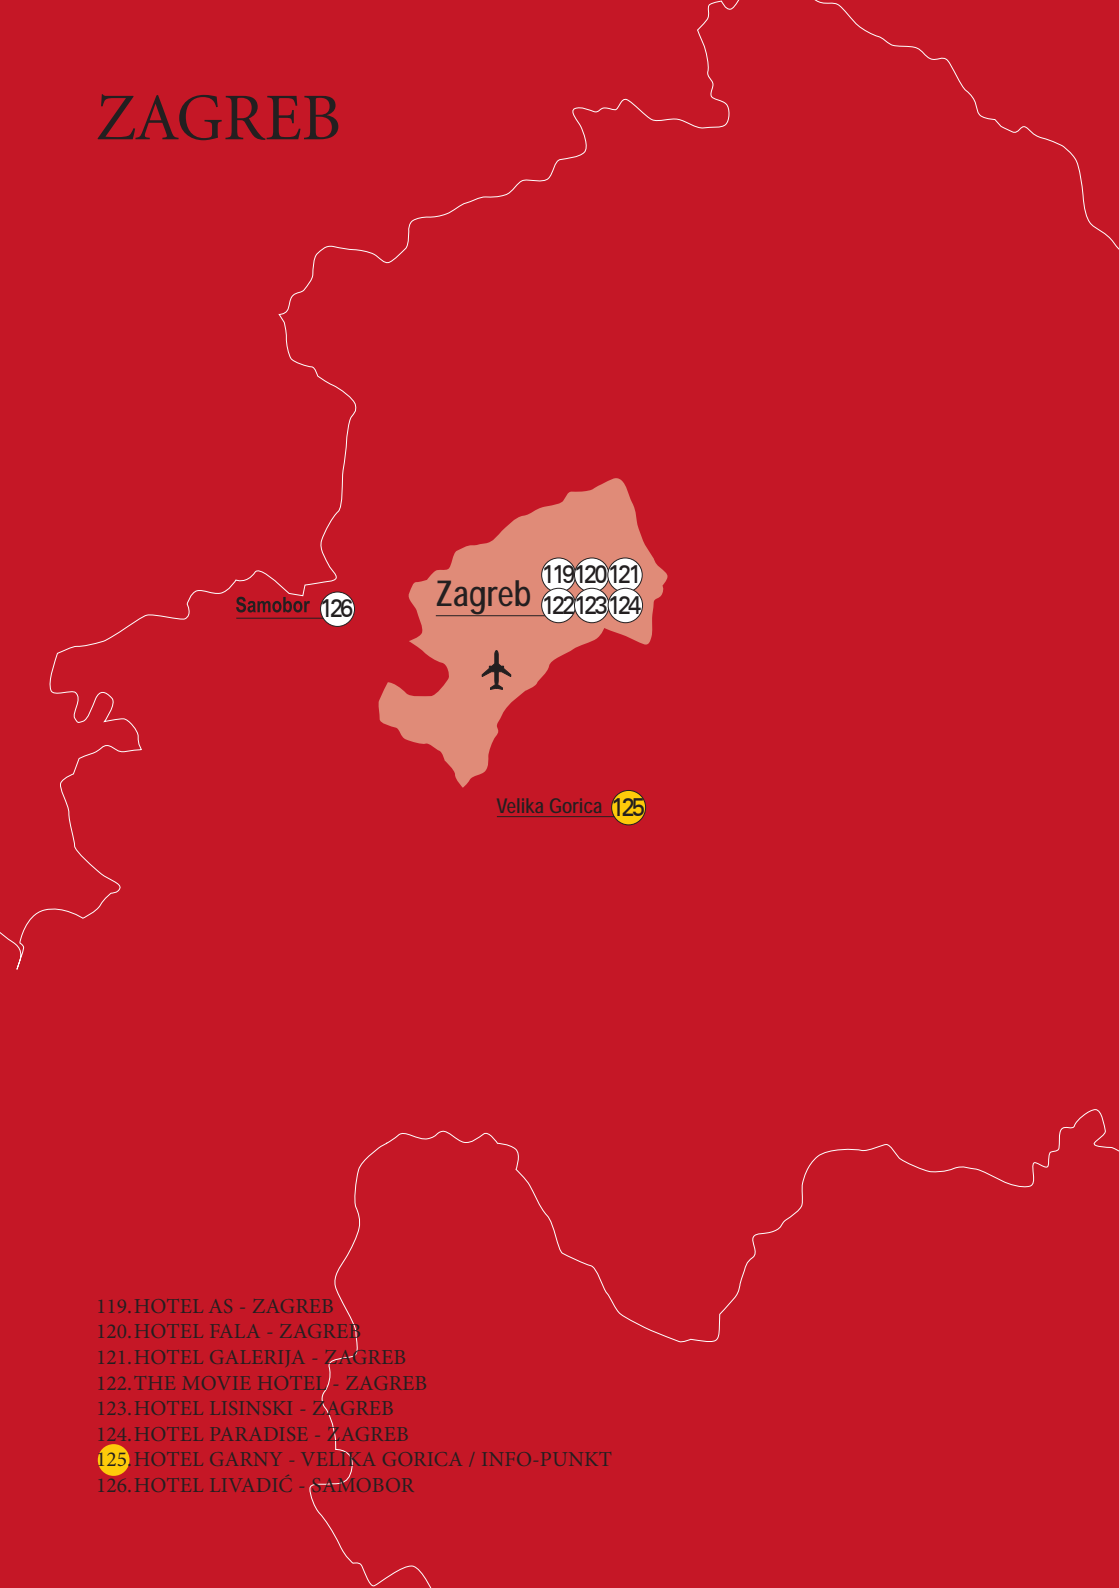 ZAGREB
Zagreb
119 120 121
122 123 124
Samobor 126
Velika Gorica 125
119. HOTEL AS - ZAGREB
120. HOTEL FALA - ZAGREB
121. HOTEL GALERIJA - ZAGREB
122. THE MOVIE HOTEL - ZAGREB
123. HOTEL LISINSKI - ZAGREB
124. HOTEL PARADISE - ZAGREB
125. HOTEL GARNY - VELIKA GORICA / INFO-PUNKT
126. HOTEL LIVADIĆ - SAMOBOR